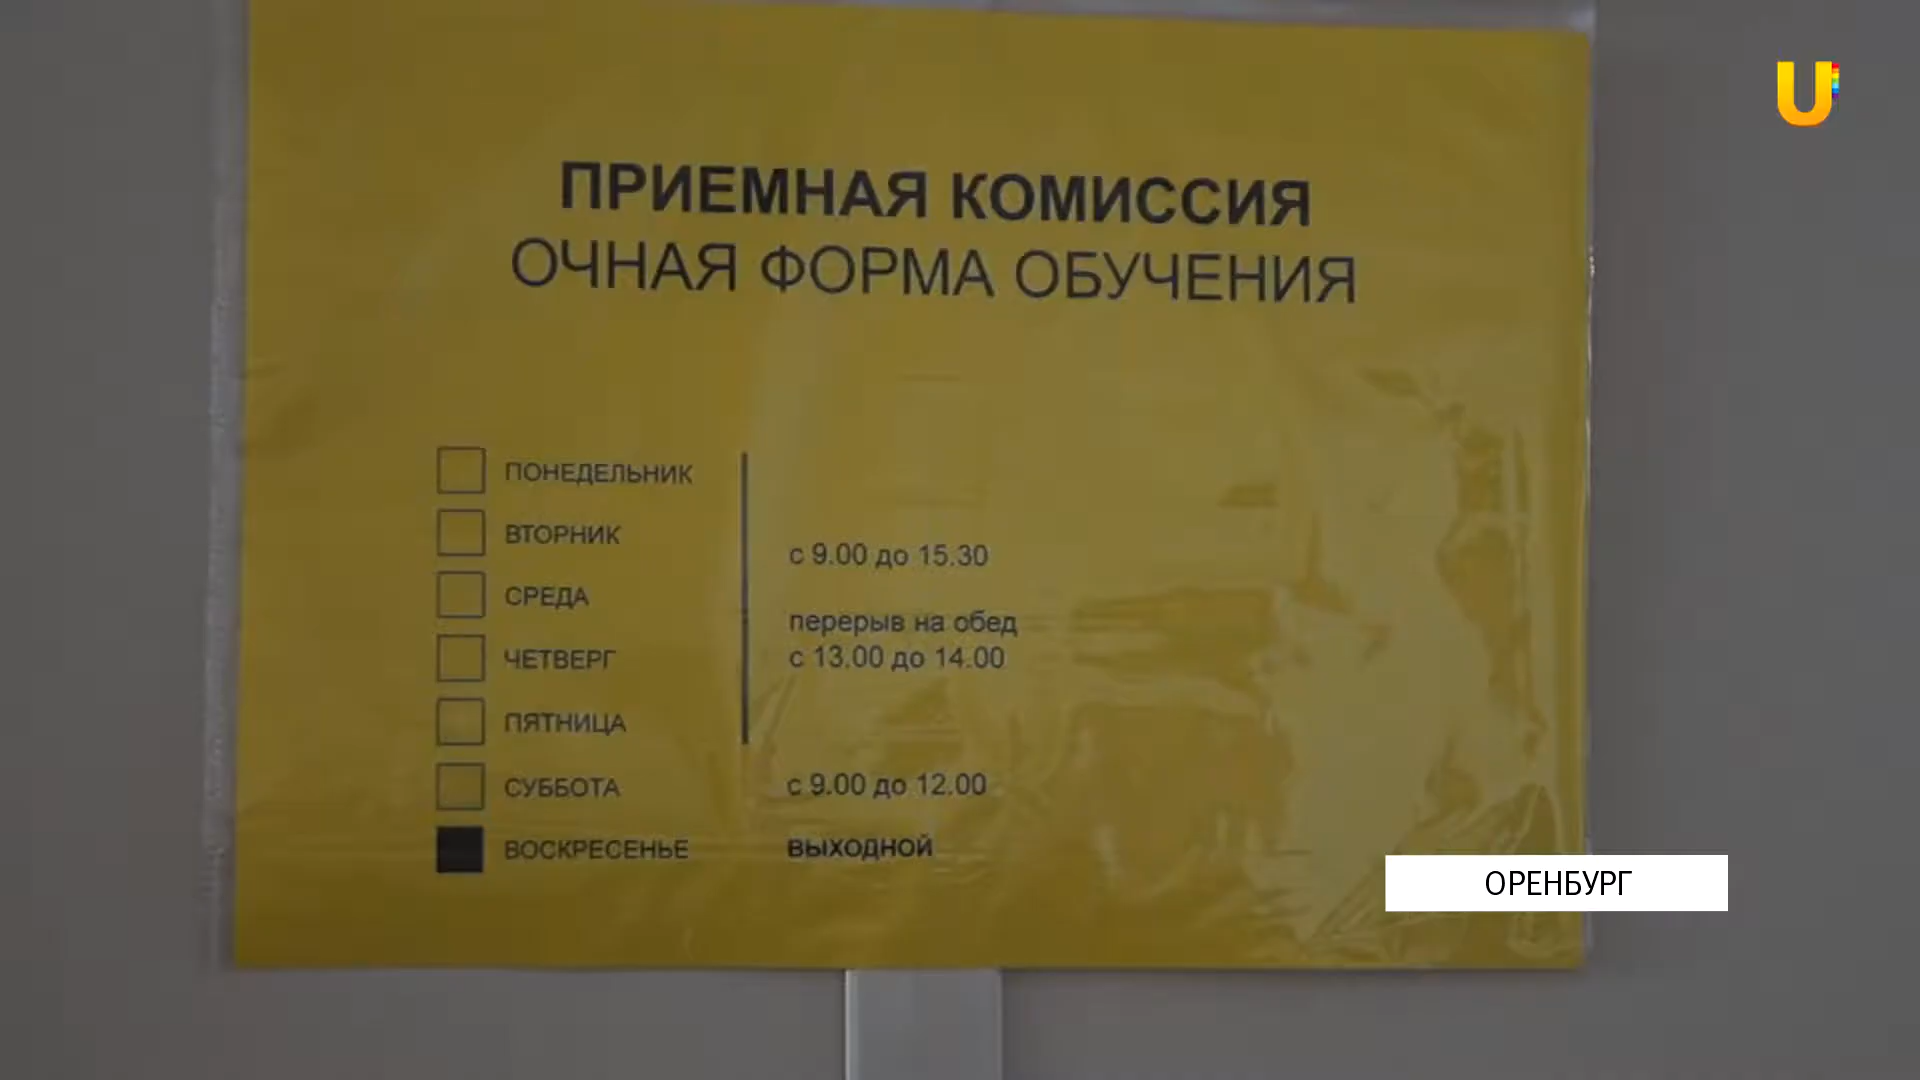 U
ПРИЕМНАЯ КОМИССИЯ
ОЧНАЯ ФОРМА ОБУЧЕНИЯ
ПОНЕДЕЛЬНИК
ВТОРНИК
с 9.00 до 15.30
СРЕДА
перерыв на обед
ЧЕТВЕРГ
с 13.00 до 14.00
ПЯТНИЦА
СУББОТА с 9.00 до 12.00
ВОСКРЕСЕНЬЕ ВЫХОДНОЙ
ОРЕНБУРГ